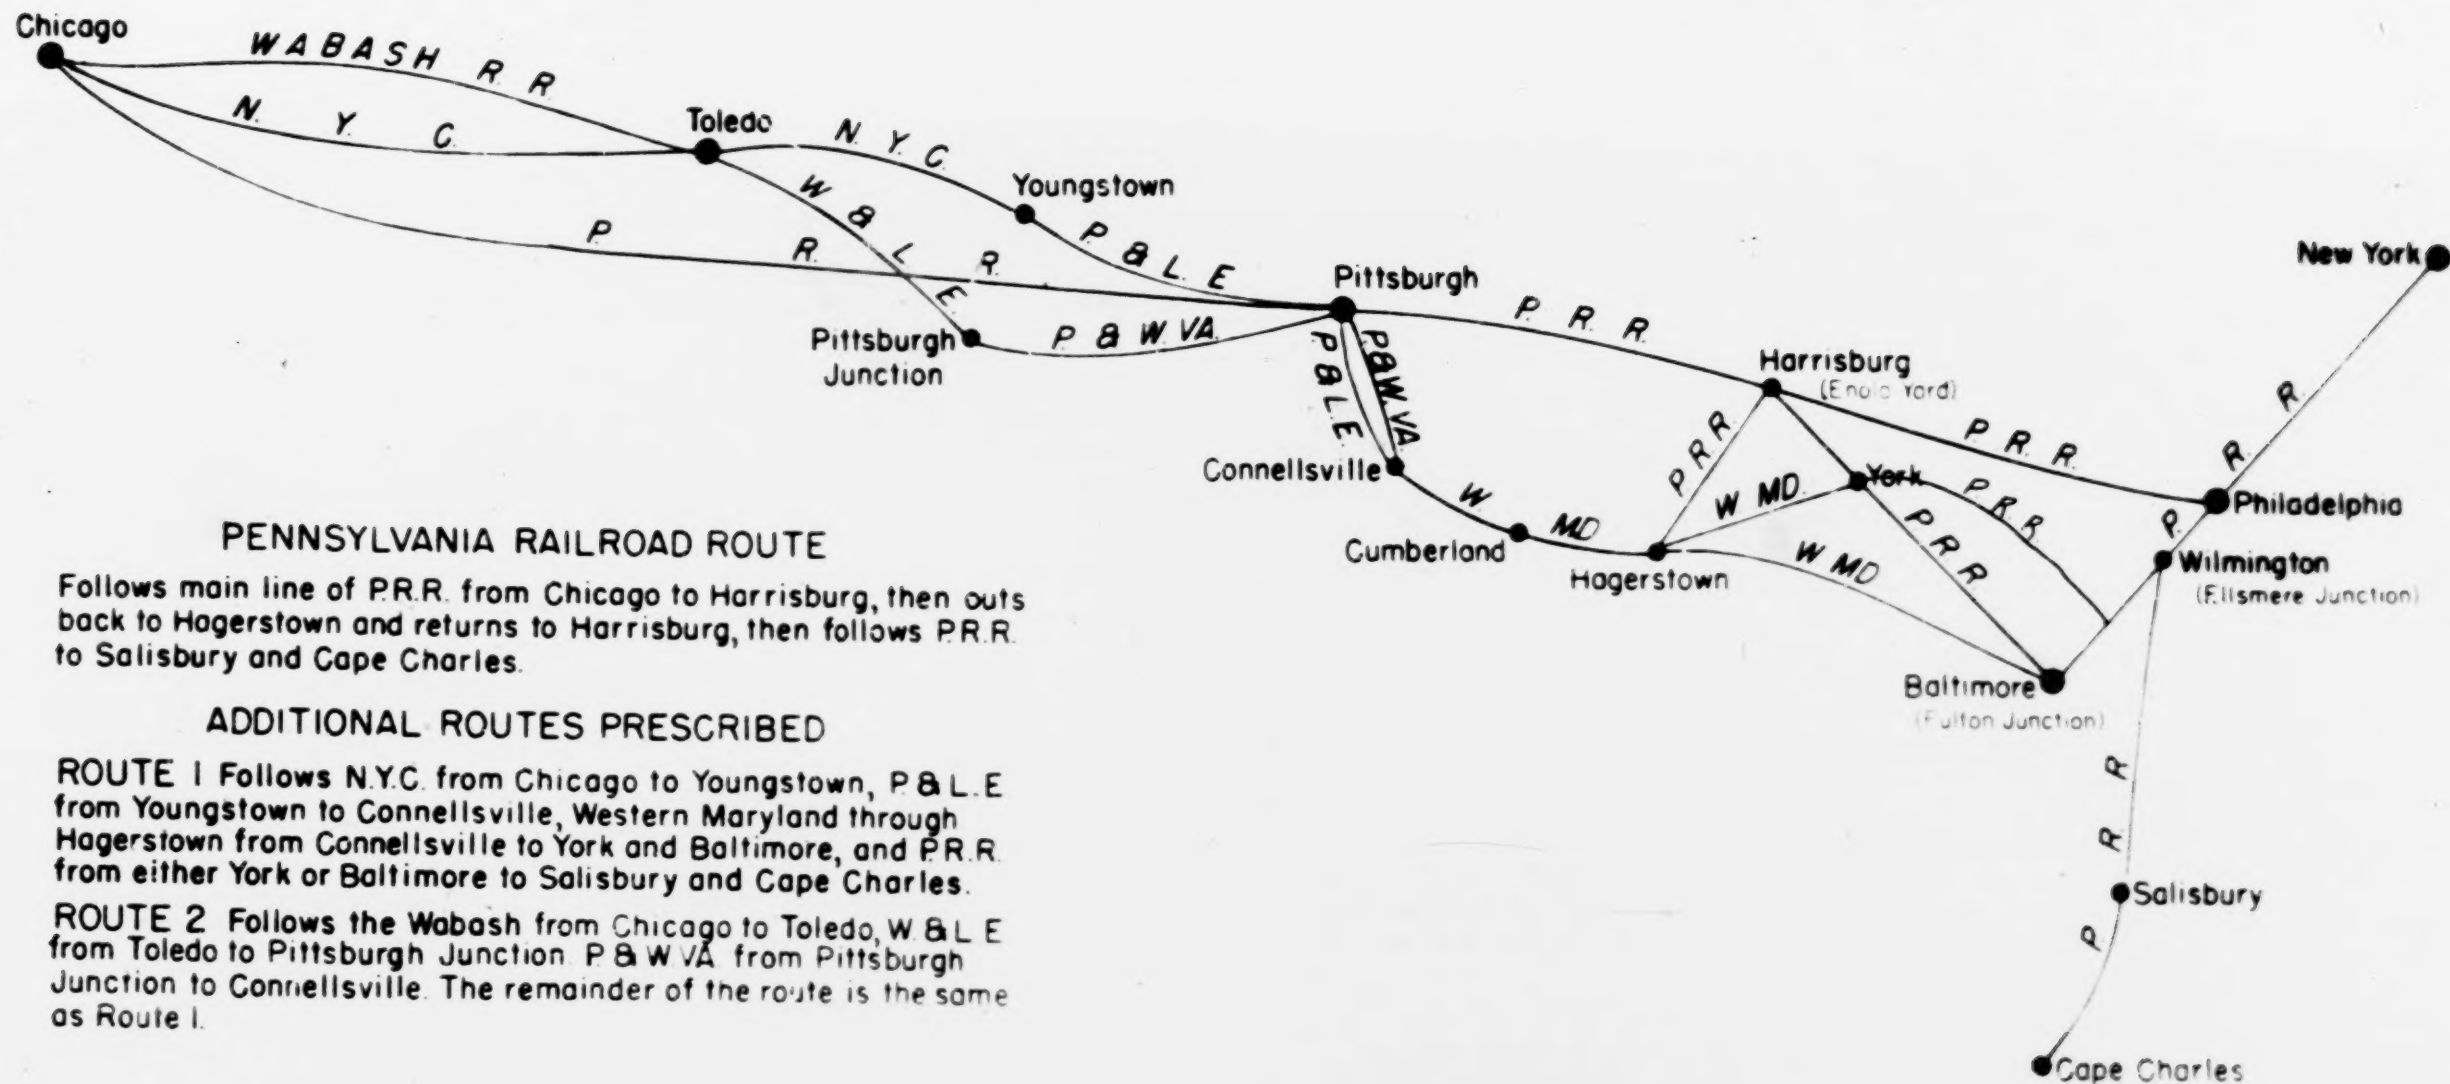 Chicago
WABASH R. R.
N. Y. C.
Toledo
N. Y. C.
Youngstown
W & L. E.
P. R. R.
P. & L. E
Pittsburgh
New York
Pittsburgh
Junction
P & W. VA.
P. R. R.
Harrisburg
(Enola Yard)
P & L. E.
P. & W. VA.
Connellsville
P. R. R.
P. R. R.
P. R. R.
W. MD.
York
P. R. R.
Philadelphia
W. MD
Cumberland
Hagerstown
W. MD
P. R. R
Wilmington
(Ellsmere Junction)
Baltimore
(Fulton Junction)
P. R. R
Salisbury
Cape Charles
PENNSYLVANIA RAILROAD ROUTE
Follows main line of P.R.R. from Chicago to Harrisburg, then outs
back to Hagerstown and returns to Harrisburg, then follows P.R.R.
to Salisbury and Cape Charles.
ADDITIONAL ROUTES PRESCRIBED
ROUTE 1 Follows N.Y.C. from Chicago to Youngstown, P. & L. E
from Youngstown to Connellsville, Western Maryland through
Hagerstown from Connellsville to York and Baltimore, and P.R.R.
from either York or Baltimore to Salisbury and Cape Charles.
ROUTE 2 Follows the Wabash from Chicago to Toledo, W. & L E
from Toledo to Pittsburgh Junction P. & W. VA. from Pittsburgh
Junction to Connellsville. The remainder of the route is the same
as Route 1.